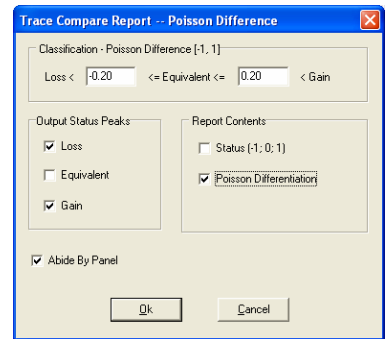 Trace Compare Report -- Poisson Difference
Classification - Poisson Difference [-1, 1]
Loss < -0.20 <= Equivalent <= 0.20 < Gain
Output Status Peaks
Loss
Equivalent
Gain
Report Contents
Status (-1; 0; 1)
Poisson Differentiation
Abide By Panel
Ok
Cancel